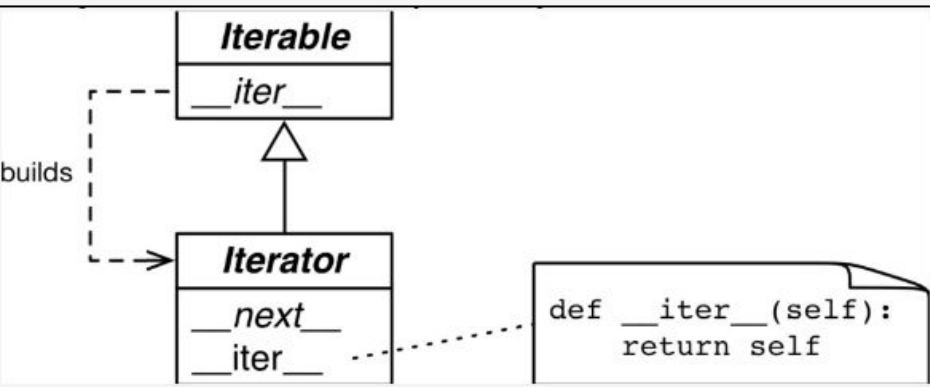 Iterable
__iter__
builds
Iterator
__next__
__iter__
def __iter__(self):
return self